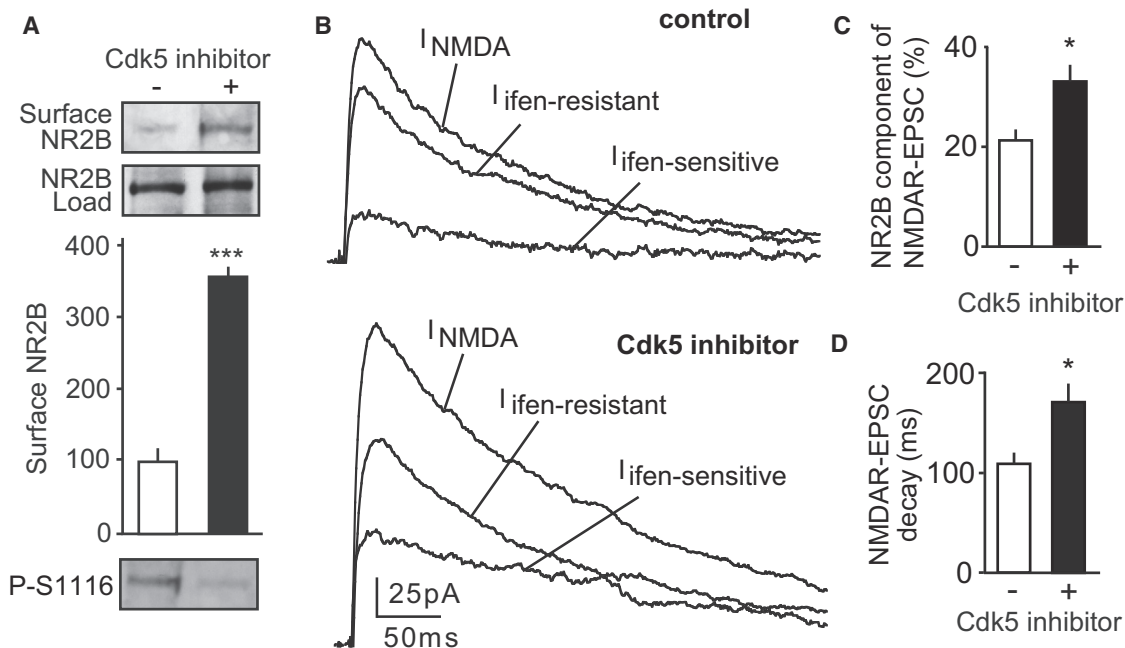 A
Cdk5 inhibitor
- +
Surface
NR2B
NR2B
Load
400
300
200
100
0
Surface NR2B
***
P-S1116
B
control
I NMDA
I ifen-resistant
I ifen-sensitive
Cdk5 inhibitor
I NMDA
I ifen-resistant
I ifen-sensitive
25pA
50ms
C
NR2B component of
NMDAR-EPSC (%)
40
20
0
*
- +
Cdk5 inhibitor
D
NMDAR-EPSC
decay (ms)
200
100
0
*
- +
Cdk5 inhibitor